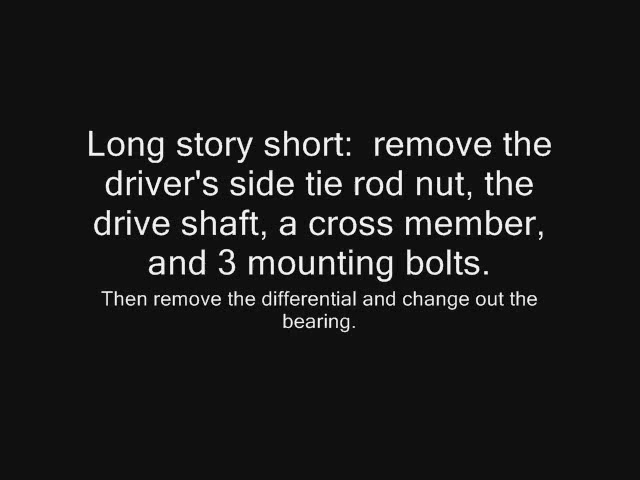 Long story short:  remove the
driver's side tie rod nut, the
drive shaft, a cross member,
and 3 mounting bolts.
Then remove the differential and change out the
bearing.